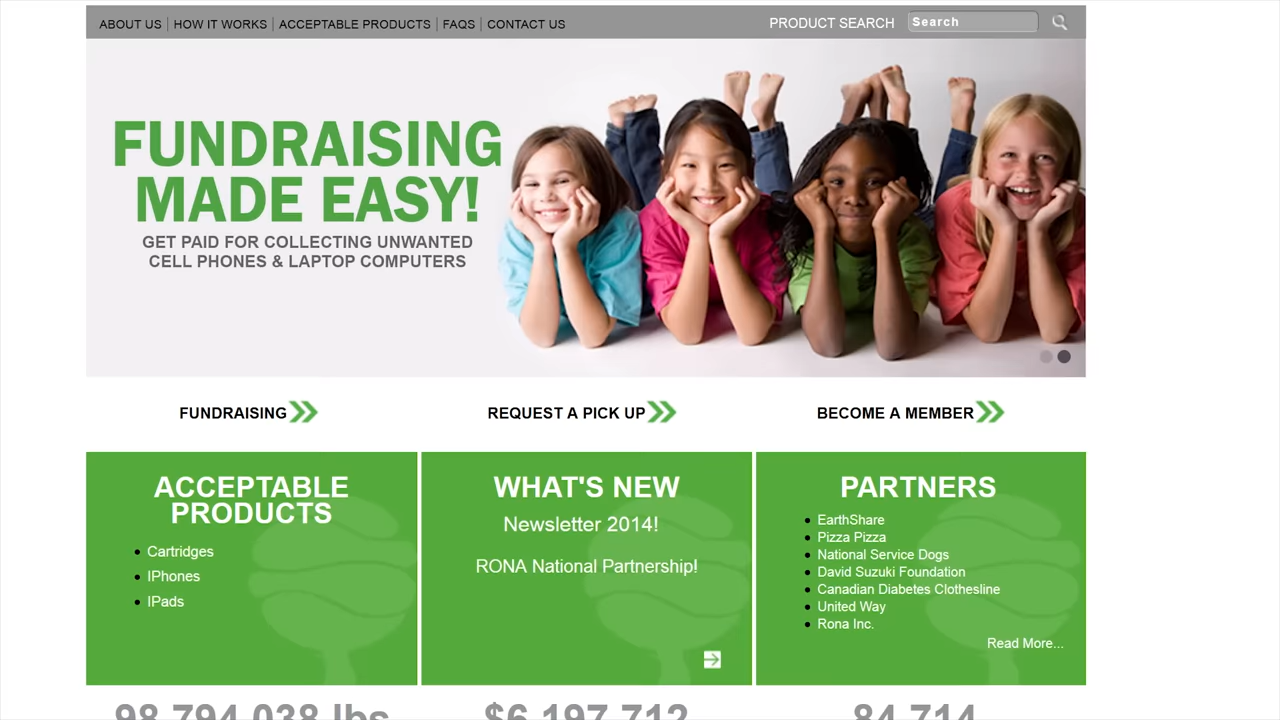 ABOUT US | HOW IT WORKS | ACCEPTABLE PRODUCTS | FAQS | CONTACT US
PRODUCT SEARCH
Search
FUNDRAISING
MADE EASY!
GET PAID FOR COLLECTING UNWANTED
CELL PHONES & LAPTOP COMPUTERS
FUNDRAISING
REQUEST A PICK UP
BECOME A MEMBER
ACCEPTABLE
PRODUCTS
Cartridges
IPhones
IPads
WHAT'S NEW
Newsletter 2014!
RONA National Partnership!
PARTNERS
EarthShare
Pizza Pizza
National Service Dogs
David Suzuki Foundation
Canadian Diabetes Clothesline
United Way
Rona Inc.
Read More...
98,794,038 lbs
$6,197,712
84,714